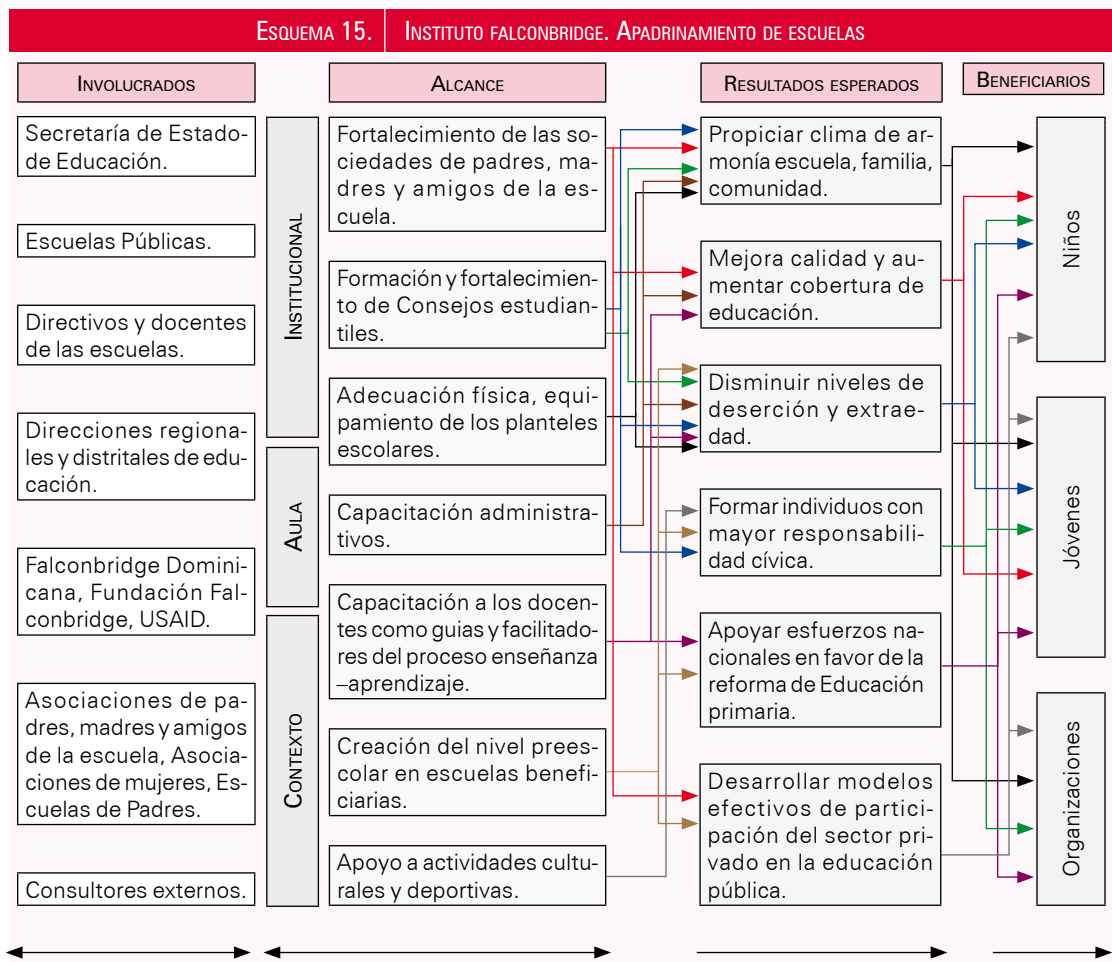 ESQUEMA 15. INSTITUTO FALCONBRIDGE. APADRINAMIENTO DE ESCUELAS
INVOLUCRADOS
Secretaría de Estado-
de Educación.
Escuelas Públicas.
Directivos y docentes
de las escuelas.
Direcciones regiona-
les y distritales de edu-
cación.
Falconbridge Domini-
cana, Fundación Fal-
conbridge, USAID.
Asociaciones de pa-
dres, madres y amigos
de la escuela, Asocia-
ciones de mujeres, Es-
cuelas de Padres.
Consultores externos.
INSTITUCIONAL
AULA
CONTEXTO
ALCANCE
Fortalecimiento de las so-
ciedades de padres, ma-
dres y amigos de la es-
cuela.
Formación y fortalecimiento
de Consejos estudian-
tiles.
Adecuación física, equi-
pamiento de los planteles
escolares.
Capacitación administra-
tivos.
Capacitación a los docen-
tes como guias y facilitado-
res del proceso enseñanza
–aprendizaje.
Creación del nivel prees-
colar en escuelas benefi-
ciarias.
Apoyo a actividades cultu-
rales y deportivas.
RESULTADOS ESPERADOS
Propiciar clima de ar-
monía escuela, familia,
comunidad.
Mejora calidad y au-
mentar cobertura de
educación.
Disminuir niveles de
deserción y extrae-
dad.
Formar individuos con
mayor responsabili-
dad cívica.
Apoyar esfuerzos na-
cionales en favor de la
reforma de Educación
primaria.
Desarrollar modelos
efectivos de partici-
pación del sector pri-
vado en la educación
pública.
BENEFICIARIOS
Niños
Jóvenes
Organizaciones